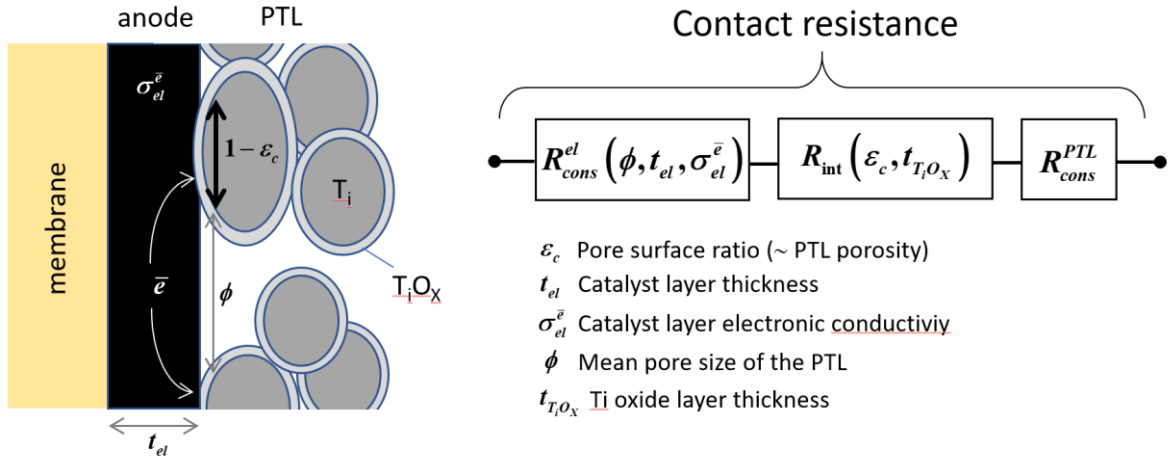 anode PTL
membrane
σ_el^ē
1 − ε_c
T_i
ē
ϕ
T_iO_X
t_el
Contact resistance
R_cons^el (ϕ, t_el, σ_el^ē)
R_int (ε_c, t_T_iO_X)
R_cons^PTL
ε_c Pore surface ratio (~ PTL porosity)
t_el Catalyst layer thickness
σ_el^ē Catalyst layer electronic conductiviy
ϕ Mean pore size of the PTL
t_T_iO_X Ti oxide layer thickness